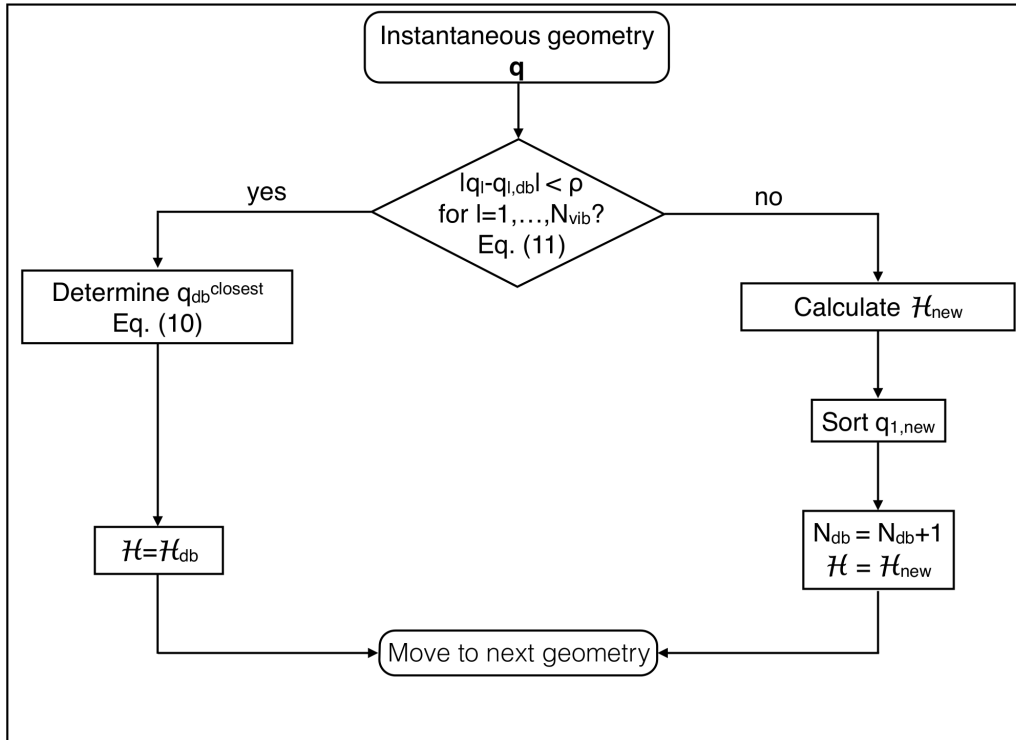 Instantaneous geometry
q
|ql-ql,db| < ρ
for l=1,...,Nvib?
Eq. (11)
yes
no
Determine qdbclosest
Eq. (10)
Calculate ℋnew
Sort q1,new
ℋ=ℋdb
Ndb = Ndb+1
ℋ = ℋnew
Move to next geometry